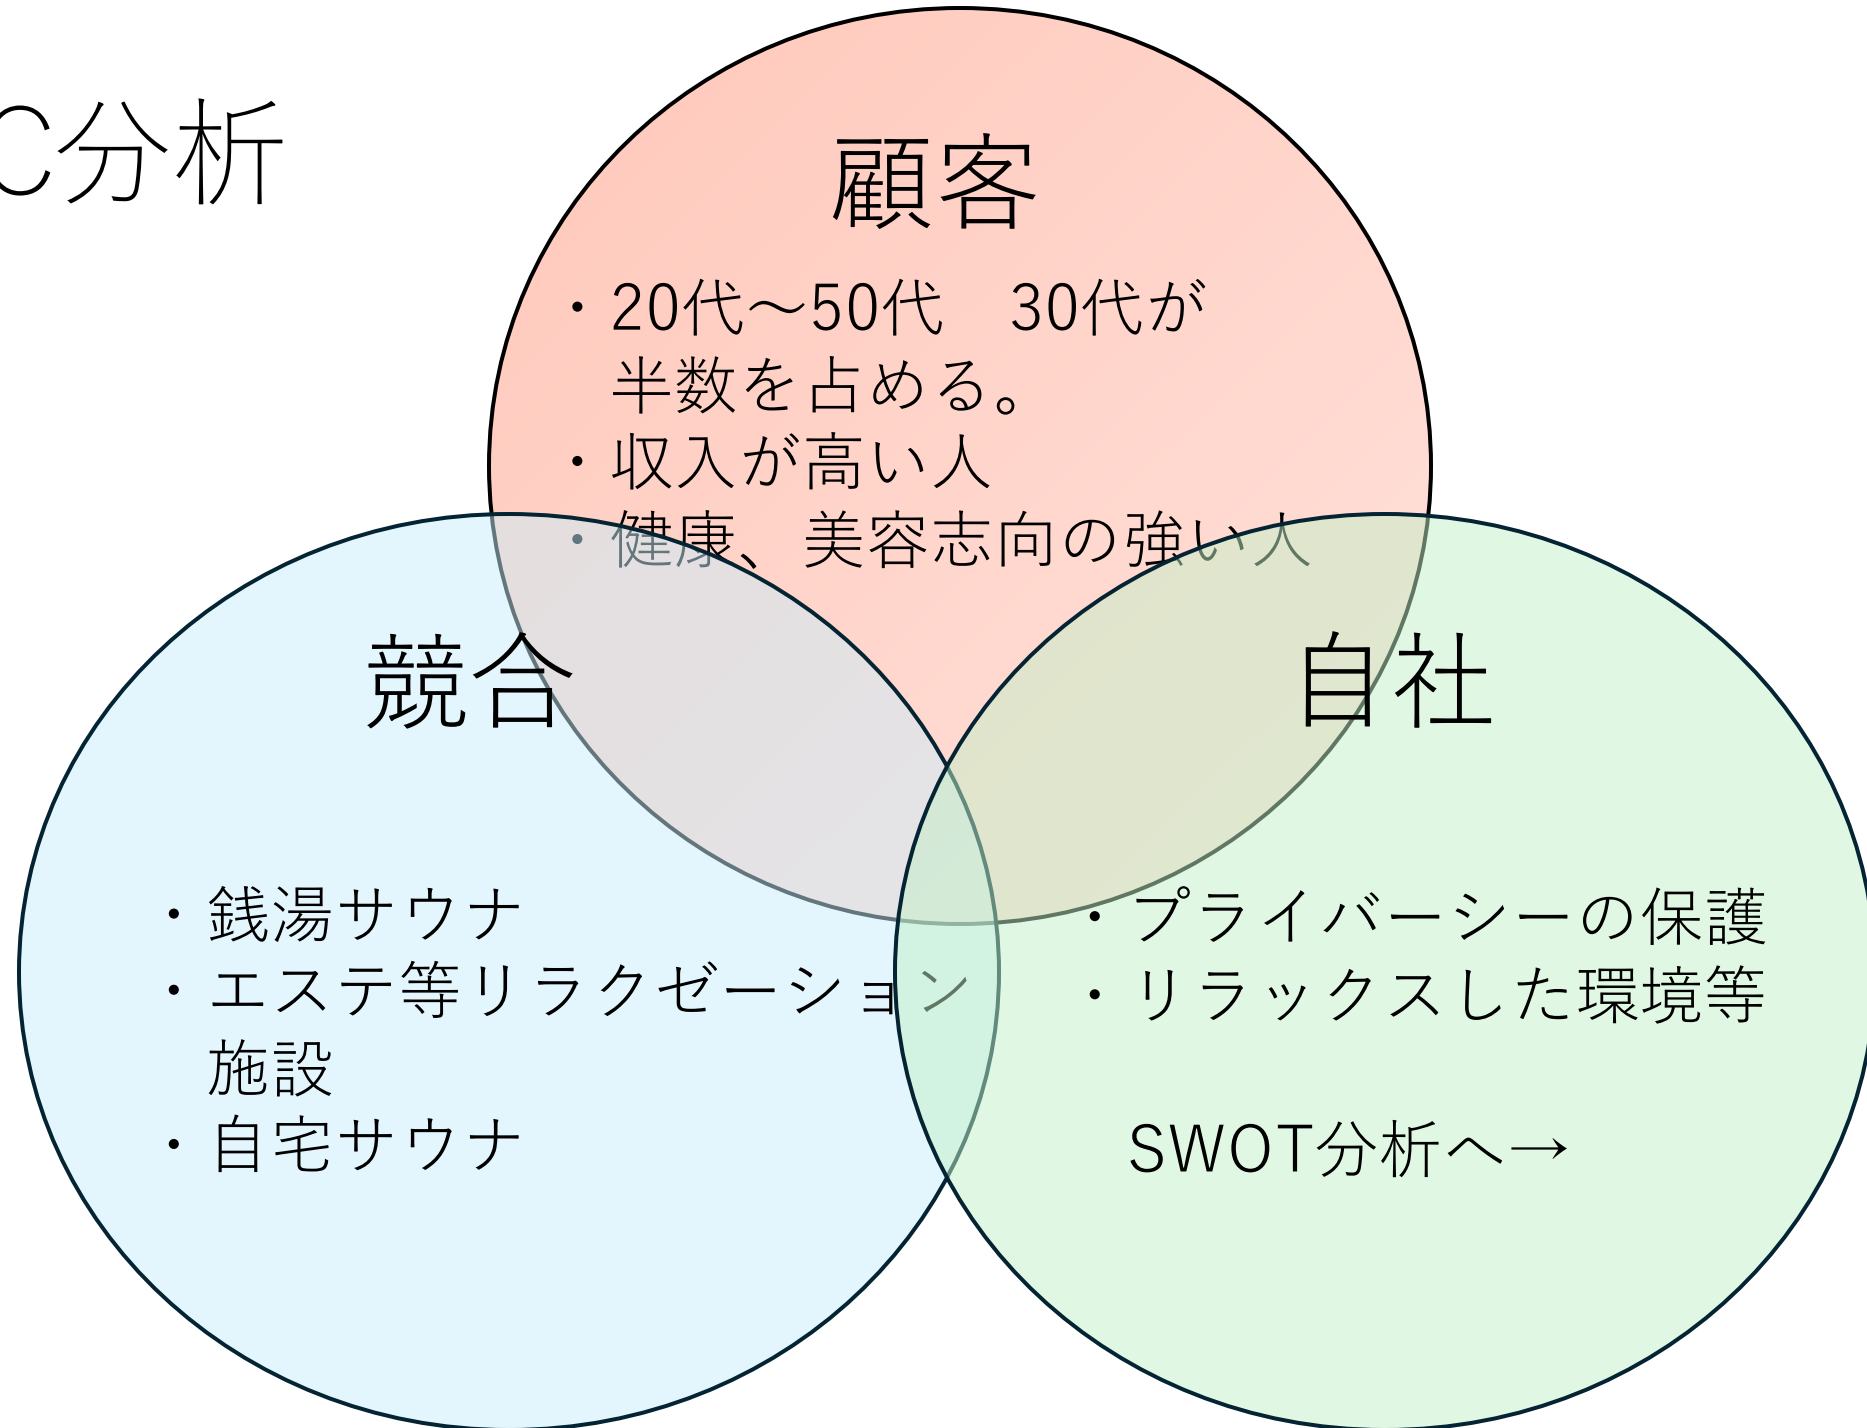 C分析
顧客
・20代～50代　30代が
半数を占める。
・収入が高い人
・健康、美容志向の強い人
競合
・銭湯サウナ
・エステ等リラクゼーション
施設
・自宅サウナ
自社
・プライバーシーの保護
・リラックスした環境等
SWOT分析へ→